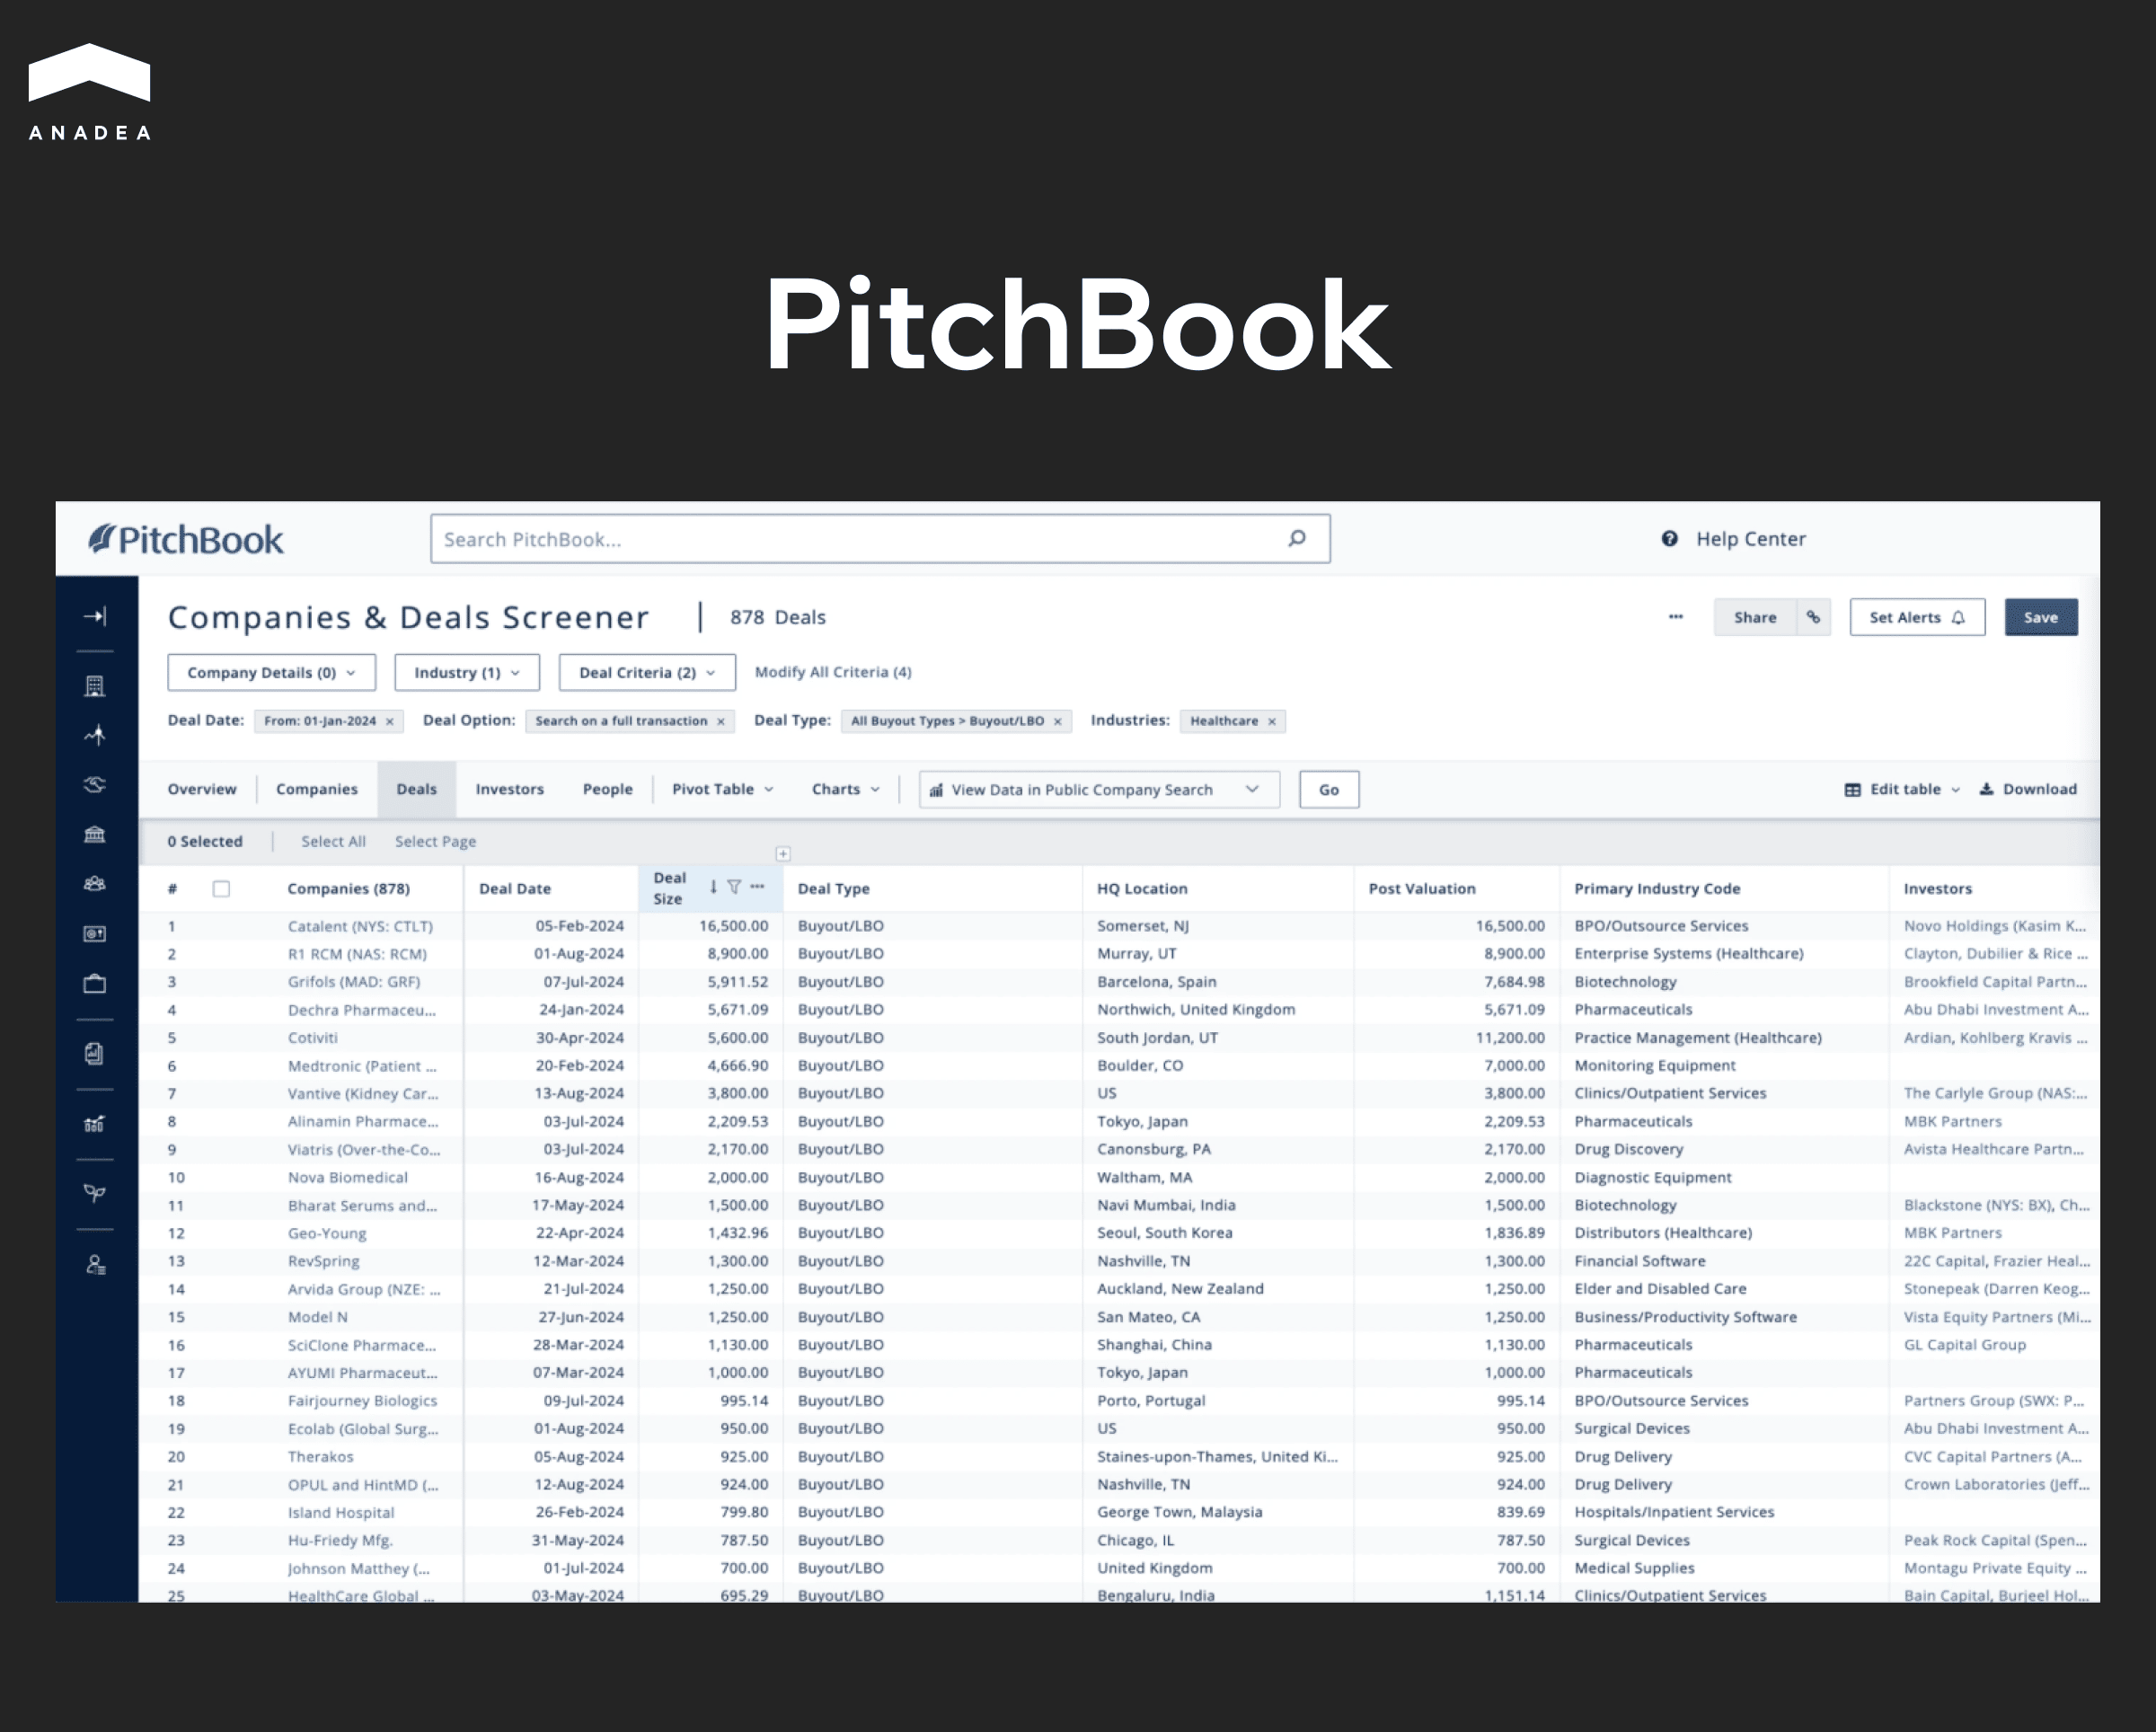 ANADEA
PitchBook
PitchBook Search PitchBook... Help Center
Companies & Deals Screener | 878 Deals ... Share Set Alerts Save
Company Details (0) Industry (1) Deal Criteria (2) Modify All Criteria (4)
Deal Date: From: 01-Jan-2024 × Deal Option: Search on a full transaction × Deal Type: All Buyout Types > Buyout/LBO × Industries: Healthcare ×
Overview Companies Deals Investors People Pivot Table Charts View Data in Public Company Search Go Edit table Download
0 Selected Select All Select Page
# Companies (878) Deal Date Deal Size Deal Type HQ Location Post Valuation Primary Industry Code Investors
1 Catalent (NYS: CTLT) 05-Feb-2024 16,500.00 Buyout/LBO Somerset, NJ 16,500.00 BPO/Outsource Services Novo Holdings (Kasim K...
2 R1 RCM (NAS: RCM) 01-Aug-2024 8,900.00 Buyout/LBO Murray, UT 8,900.00 Enterprise Systems (Healthcare) Clayton, Dubilier & Rice ...
3 Grifols (MAD: GRF) 07-Jul-2024 5,911.52 Buyout/LBO Barcelona, Spain 7,684.98 Biotechnology Brookfield Capital Partn...
4 Dechra Pharmaceu... 24-Jan-2024 5,671.09 Buyout/LBO Northwich, United Kingdom 5,671.09 Pharmaceuticals Abu Dhabi Investment A...
5 Cotiviti 30-Apr-2024 5,600.00 Buyout/LBO South Jordan, UT 11,200.00 Practice Management (Healthcare) Ardian, Kohlberg Kravis ...
6 Medtronic (Patient ... 20-Feb-2024 4,666.90 Buyout/LBO Boulder, CO 7,000.00 Monitoring Equipment
7 Vantive (Kidney Car... 13-Aug-2024 3,800.00 Buyout/LBO US 3,800.00 Clinics/Outpatient Services The Carlyle Group (NAS:...
8 Alinamin Pharmace... 03-Jul-2024 2,209.53 Buyout/LBO Tokyo, Japan 2,209.53 Pharmaceuticals MBK Partners
9 Viatris (Over-the-Co... 03-Jul-2024 2,170.00 Buyout/LBO Canonsburg, PA 2,170.00 Drug Discovery Avista Healthcare Partn...
10 Nova Biomedical 16-Aug-2024 2,000.00 Buyout/LBO Waltham, MA 2,000.00 Diagnostic Equipment
11 Bharat Serums and... 17-May-2024 1,500.00 Buyout/LBO Navi Mumbai, India 1,500.00 Biotechnology Blackstone (NYS: BX), Ch...
12 Geo-Young 22-Apr-2024 1,432.96 Buyout/LBO Seoul, South Korea 1,836.89 Distributors (Healthcare) MBK Partners
13 RevSpring 12-Mar-2024 1,300.00 Buyout/LBO Nashville, TN 1,300.00 Financial Software 22C Capital, Frazier Heal...
14 Arvida Group (NZE: ... 21-Jul-2024 1,250.00 Buyout/LBO Auckland, New Zealand 1,250.00 Elder and Disabled Care Stonepeak (Darren Keog...
15 Model N 27-Jun-2024 1,250.00 Buyout/LBO San Mateo, CA 1,250.00 Business/Productivity Software Vista Equity Partners (Mi...
16 SciClone Pharmace... 28-Mar-2024 1,130.00 Buyout/LBO Shanghai, China 1,130.00 Pharmaceuticals GL Capital Group
17 AYUMI Pharmaceut... 07-Mar-2024 1,000.00 Buyout/LBO Tokyo, Japan 1,000.00 Pharmaceuticals
18 Fairjourney Biologics 09-Jul-2024 995.14 Buyout/LBO Porto, Portugal 995.14 BPO/Outsource Services Partners Group (SWX: P...
19 Ecolab (Global Surg... 01-Aug-2024 950.00 Buyout/LBO US 950.00 Surgical Devices Abu Dhabi Investment A...
20 Therakos 05-Aug-2024 925.00 Buyout/LBO Staines-upon-Thames, United Ki... 925.00 Drug Delivery CVC Capital Partners (A...
21 OPUL and HintMD (... 12-Aug-2024 924.00 Buyout/LBO Nashville, TN 924.00 Drug Delivery Crown Laboratories (Jeff...
22 Island Hospital 26-Feb-2024 799.80 Buyout/LBO George Town, Malaysia 839.69 Hospitals/Inpatient Services
23 Hu-Friedy Mfg. 31-May-2024 787.50 Buyout/LBO Chicago, IL 787.50 Surgical Devices Peak Rock Capital (Spen...
24 Johnson Matthey (... 01-Jul-2024 700.00 Buyout/LBO United Kingdom 700.00 Medical Supplies Montagu Private Equity ...
25 HealthCare Global ... 03-May-2024 695.29 Buyout/LBO Bengaluru, India 1,151.14 Clinics/Outpatient Services Bain Capital, Burjeel Hol...